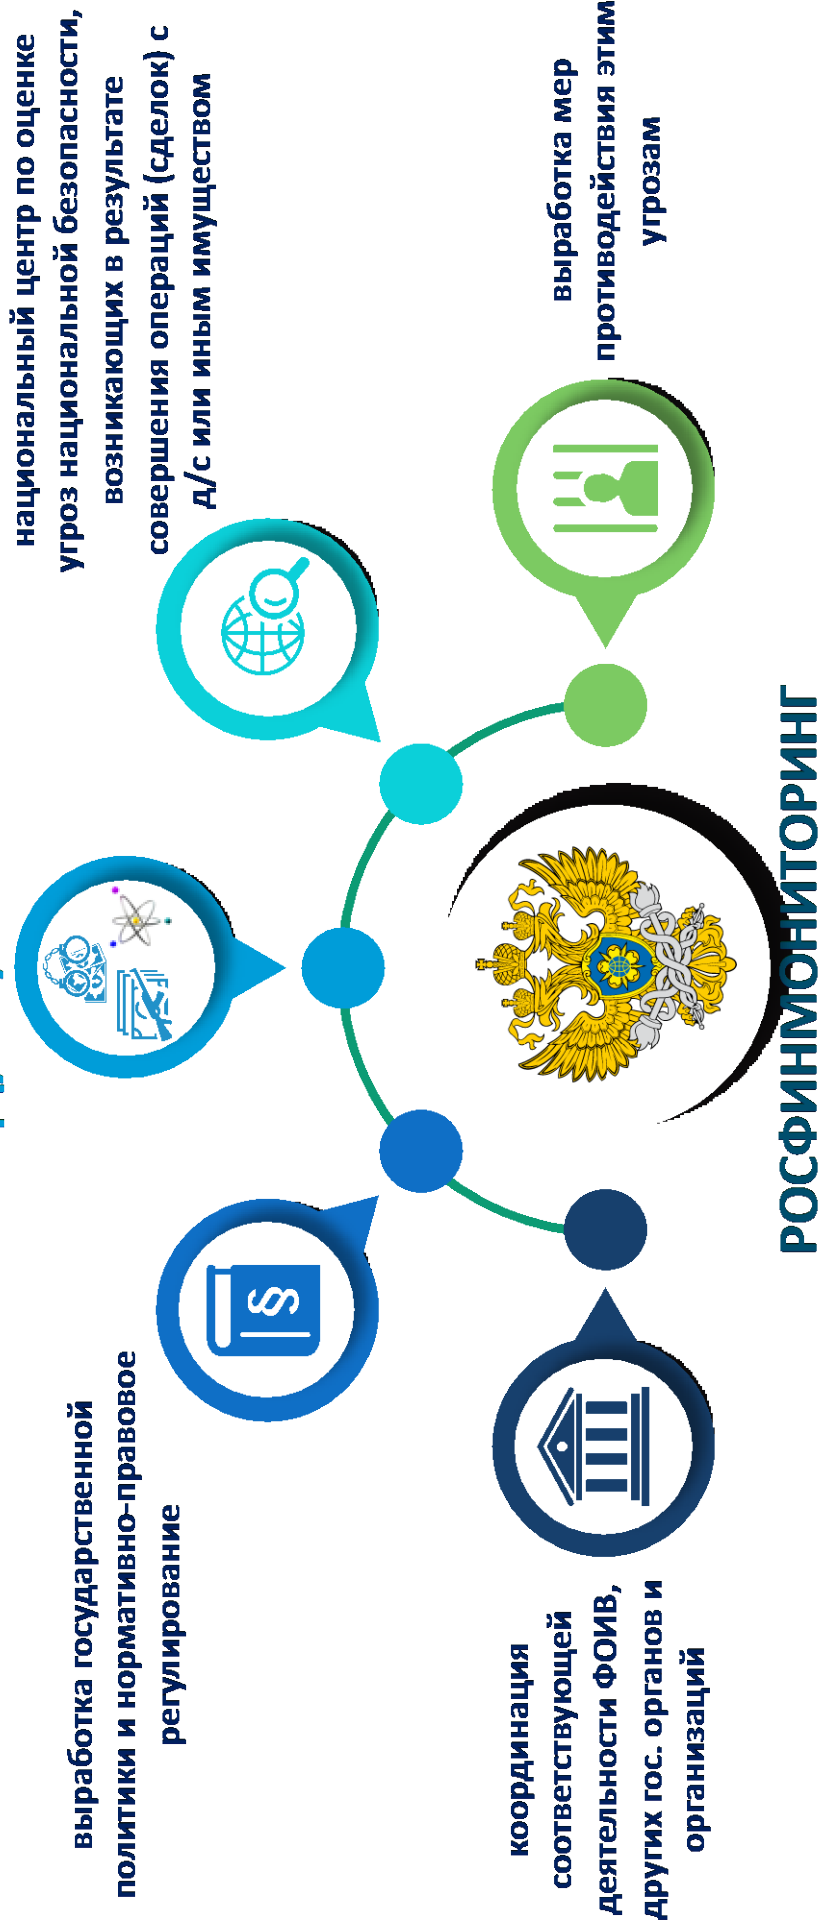 координация
соответствующей
деятельности ФОИВ,
других гос. органов и
организаций
выработка государственной
политики и нормативно-правовое
регулирование
национальный центр по оценке
угроз национальной безопасности,
возникающих в результате
совершения операций (сделок) с
д/с или иным имуществом
выработка мер
противодействия этим
угрозам
§
РОСФИНМОНИТОРИНГ